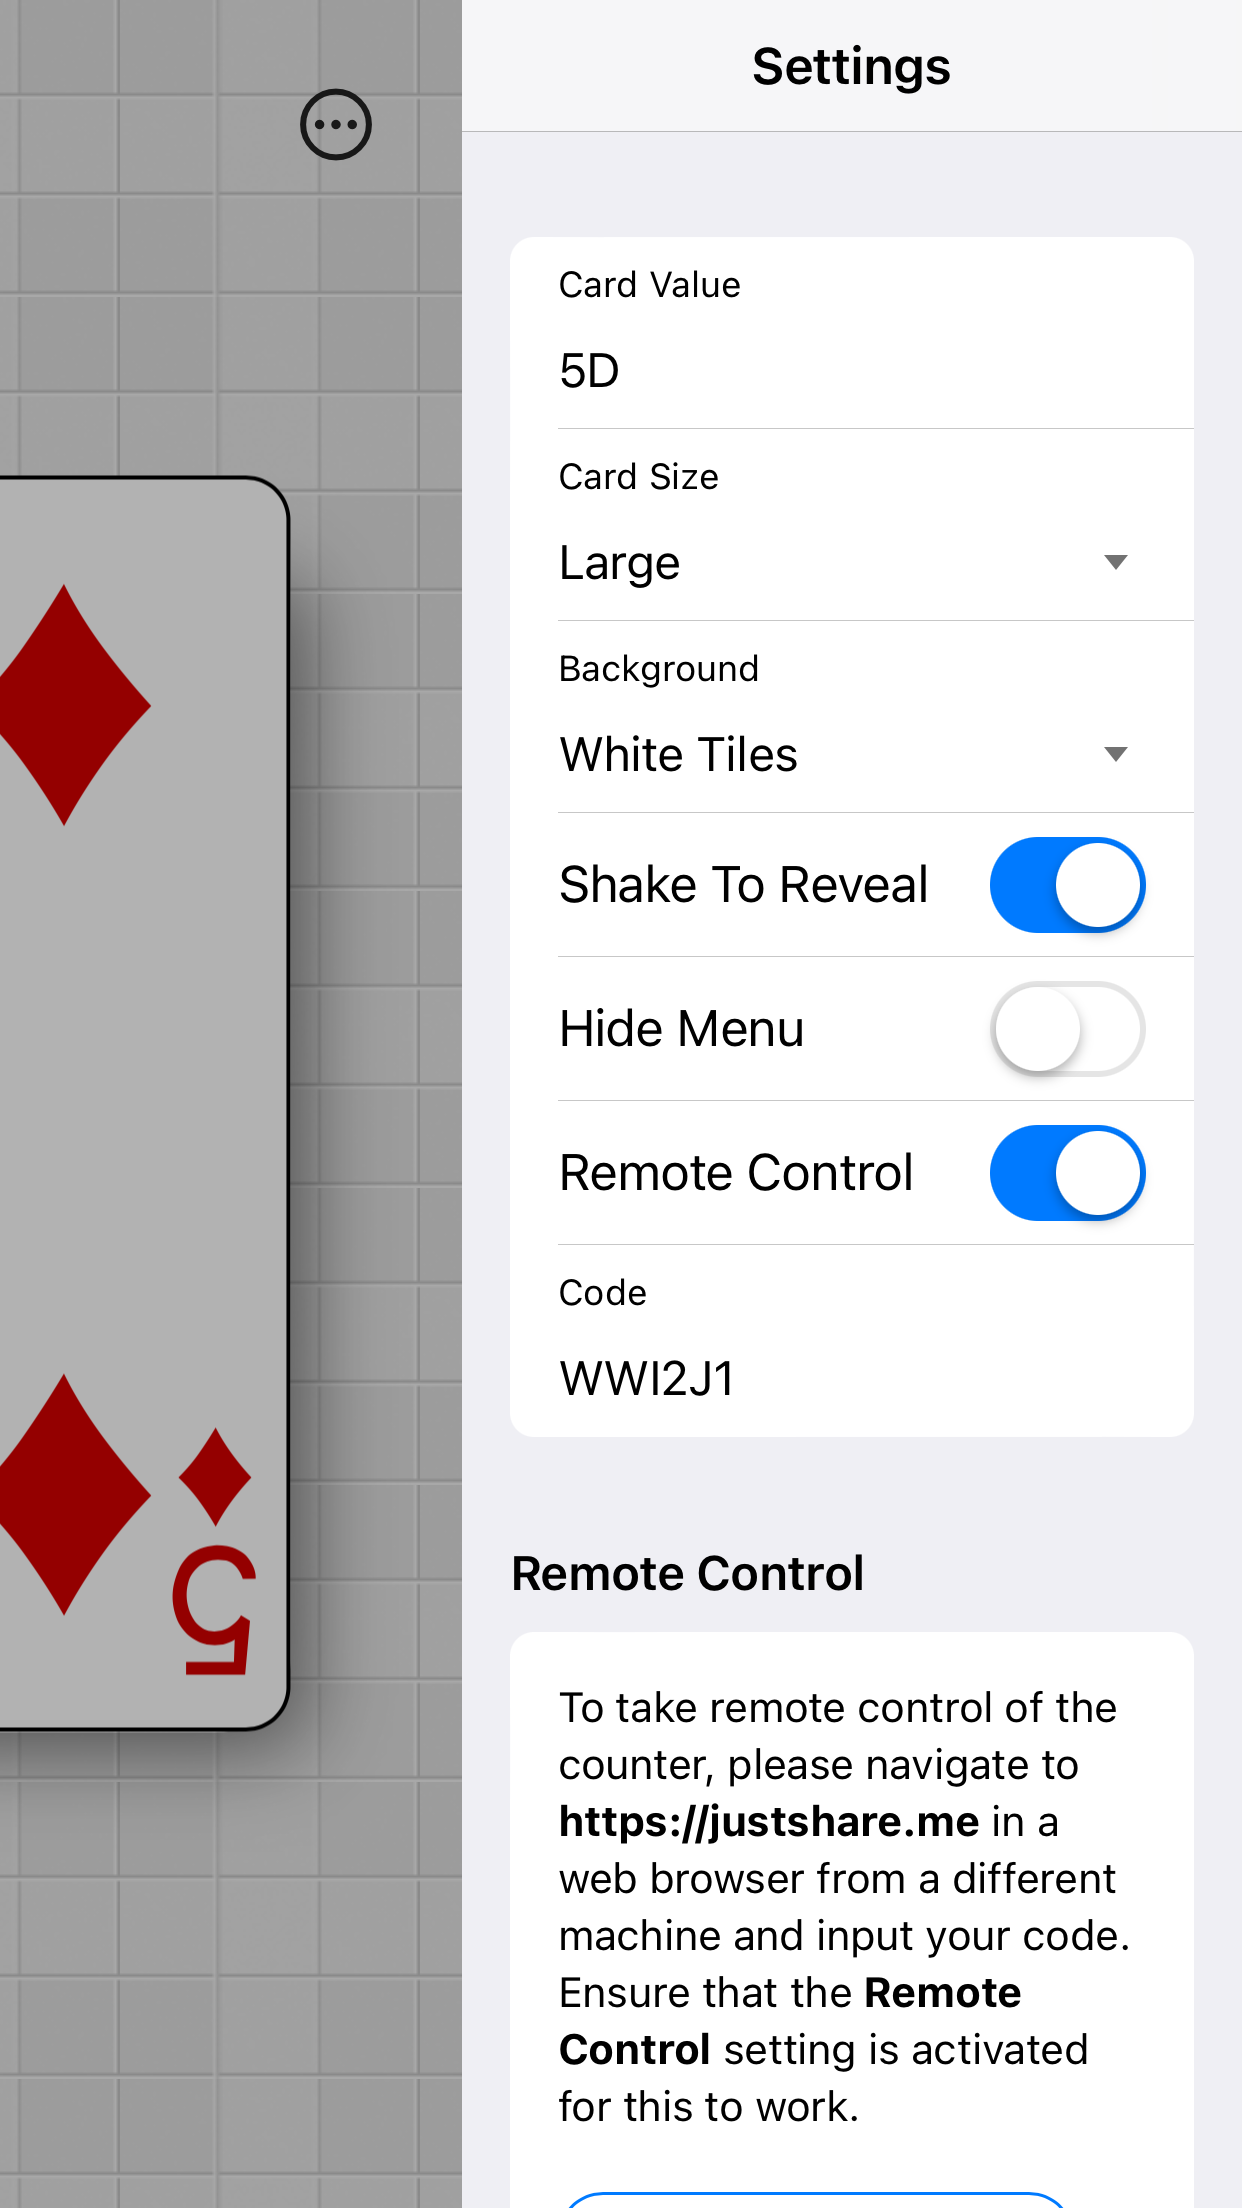 Settings
Card Value
5D
Card Size
Large
Background
White Tiles
Shake To Reveal
Hide Menu
Remote Control
Code
WWI2J1
5
Remote Control
To take remote control of the
counter, please navigate to
https://justshare.me in a
web browser from a different
machine and input your code.
Ensure that the Remote
Control setting is activated
for this to work.